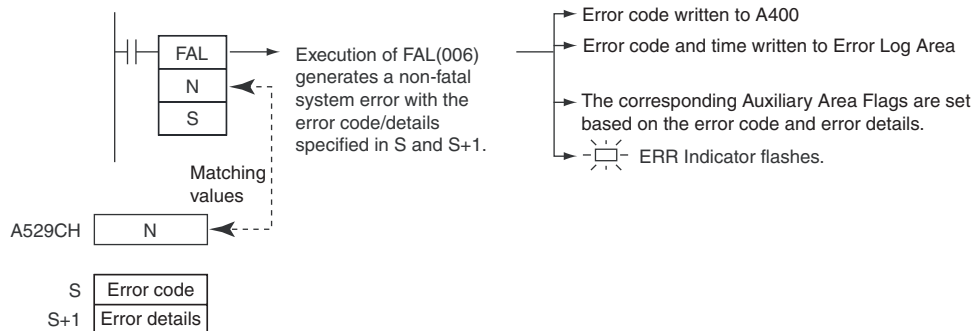 FAL
N
S
Execution of FAL(006)
generates a non-fatal
system error with the
error code/details
specified in S and S+1.
Error code written to A400
Error code and time written to Error Log Area
The corresponding Auxiliary Area Flags are set
based on the error code and error details.
ERR Indicator flashes.
Matching
values
A529CH N
S Error code
S+1 Error details